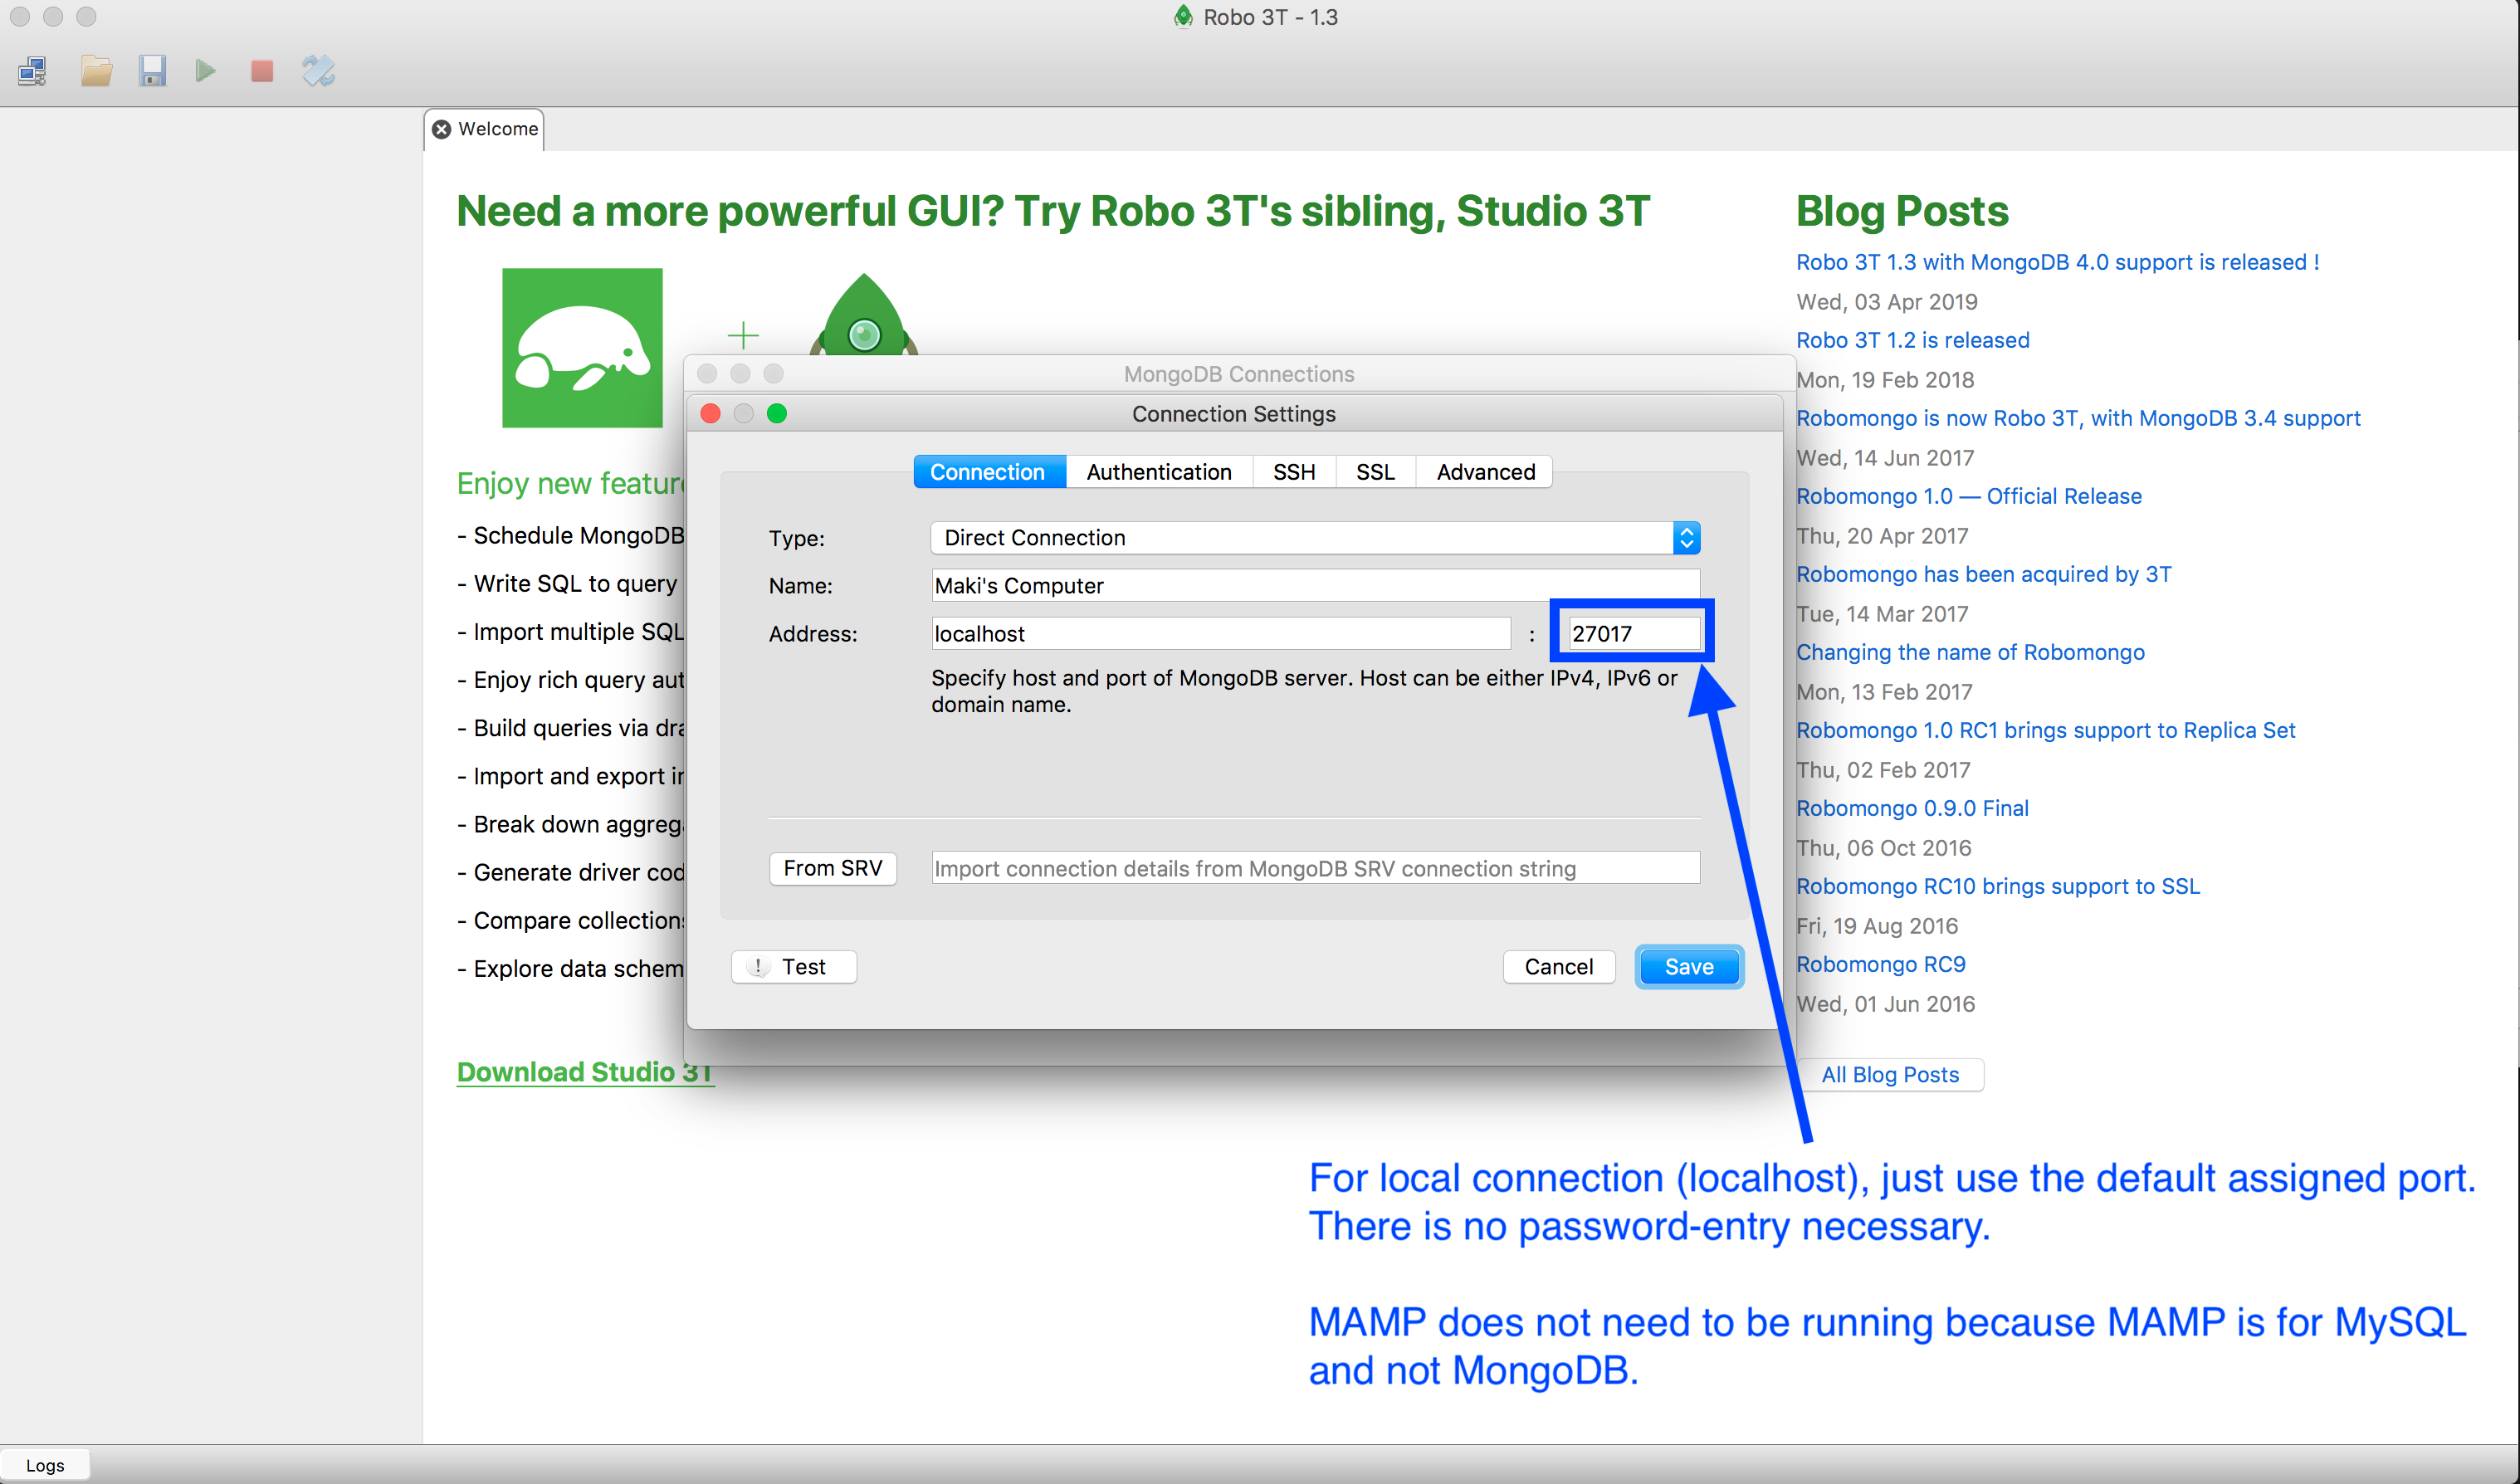 Robo 3T - 1.3
Welcome
Need a more powerful GUI? Try Robo 3T's sibling, Studio 3T
Enjoy new featur
- Schedule MongoDB
- Write SQL to query
- Import multiple SQL
- Enjoy rich query aut
- Build queries via dra
- Import and export in
- Break down aggrega
- Generate driver cod
- Compare collections
- Explore data schem
Download Studio 3T
MongoDB Connections
Connection Settings
Connection Authentication SSH SSL Advanced
Type: Direct Connection
Name: Maki's Computer
Address: localhost : 27017
Specify host and port of MongoDB server. Host can be either IPv4, IPv6 or
domain name.
From SRV Import connection details from MongoDB SRV connection string
! Test Cancel Save
Blog Posts
Robo 3T 1.3 with MongoDB 4.0 support is released !
Wed, 03 Apr 2019
Robo 3T 1.2 is released
Mon, 19 Feb 2018
Robomongo is now Robo 3T, with MongoDB 3.4 support
Wed, 14 Jun 2017
Robomongo 1.0 — Official Release
Thu, 20 Apr 2017
Robomongo has been acquired by 3T
Tue, 14 Mar 2017
Changing the name of Robomongo
Mon, 13 Feb 2017
Robomongo 1.0 RC1 brings support to Replica Set
Thu, 02 Feb 2017
Robomongo 0.9.0 Final
Thu, 06 Oct 2016
Robomongo RC10 brings support to SSL
Fri, 19 Aug 2016
Robomongo RC9
Wed, 01 Jun 2016
All Blog Posts
For local connection (localhost), just use the default assigned port.
There is no password-entry necessary.
MAMP does not need to be running because MAMP is for MySQL
and not MongoDB.
Logs